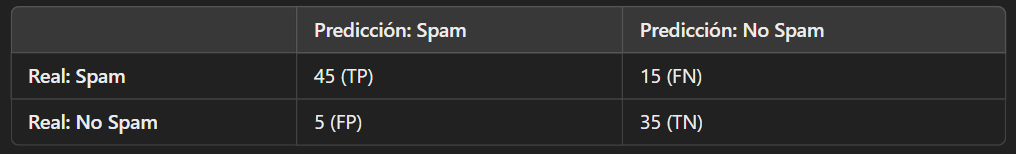 Predicción: Spam Predicción: No Spam
Real: Spam 45 (TP) 15 (FN)
Real: No Spam 5 (FP) 35 (TN)